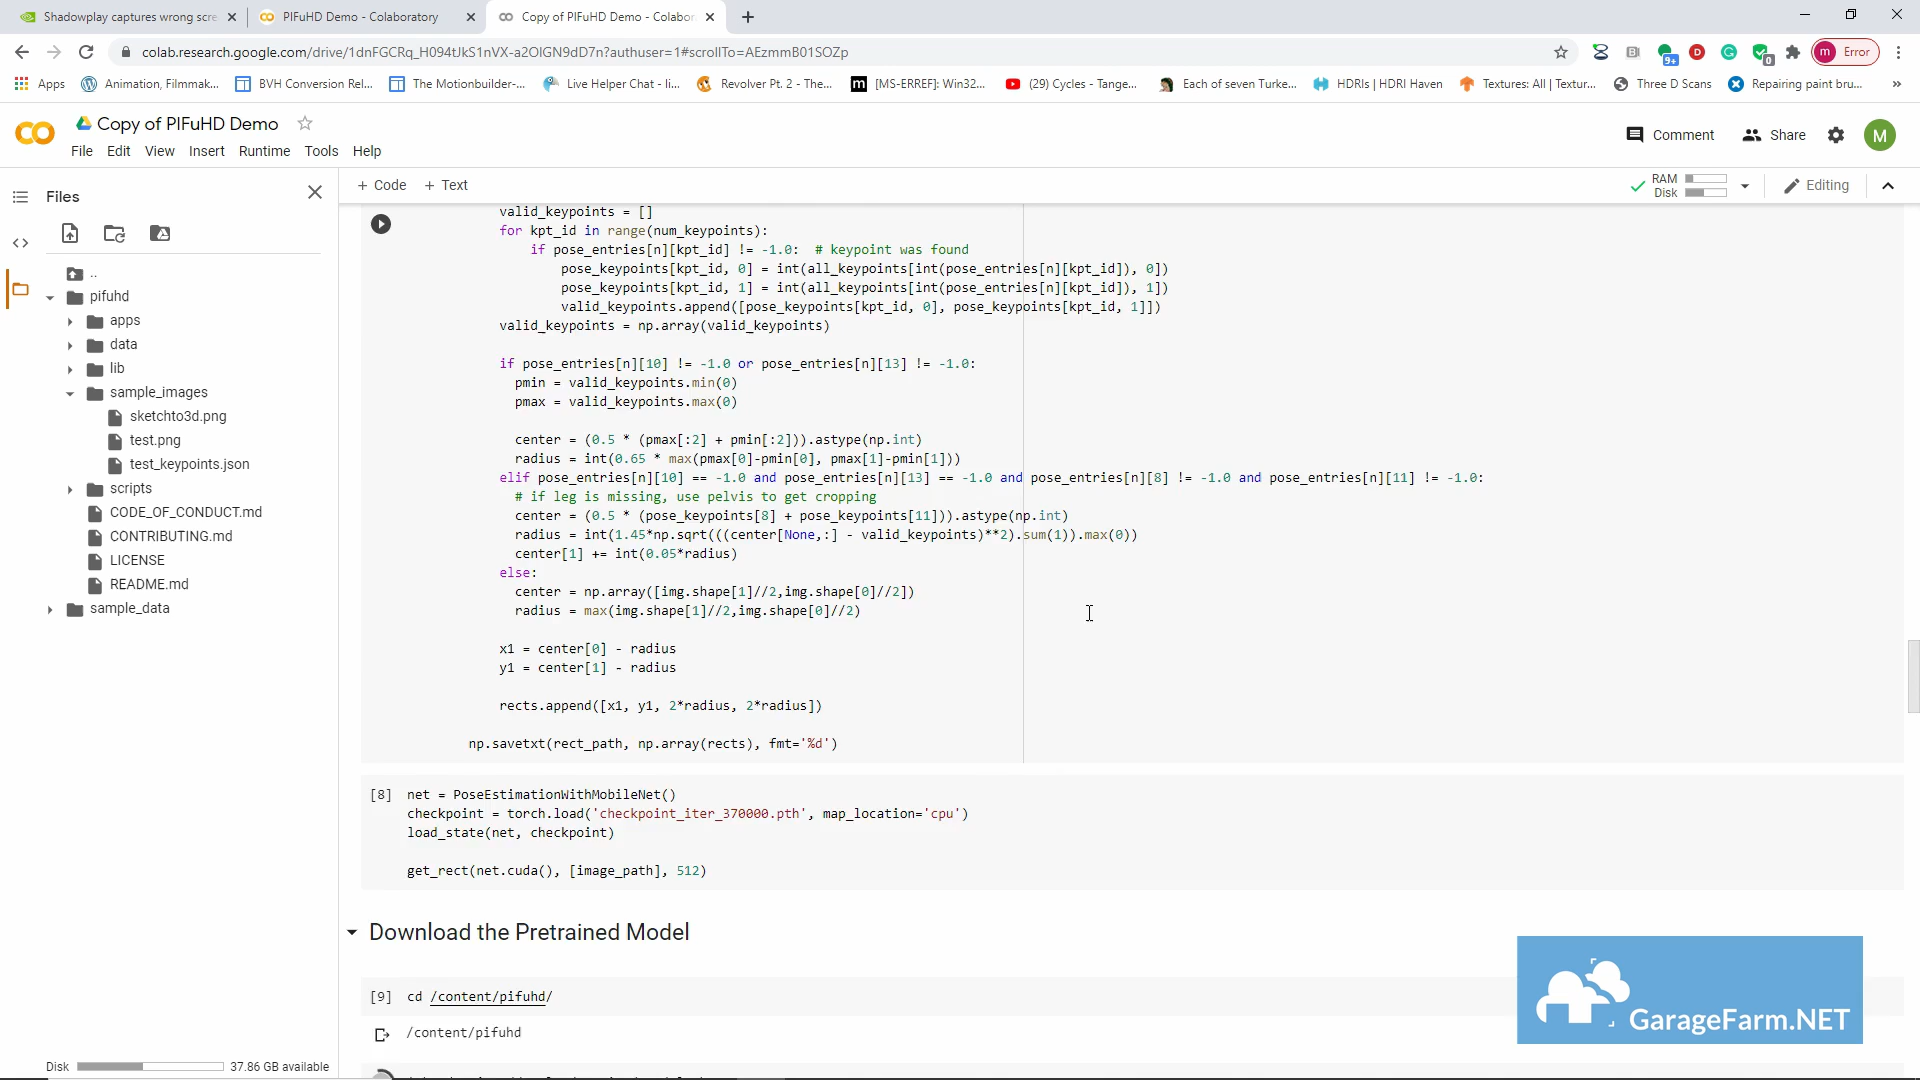 Shadowplay captures wrong scre
PIFuHD Demo - Colaboratory
Copy of PIFuHD Demo - Colabor
colab.research.google.com/drive/1dnFGCRq_H094tJkS1nVX-a2OIGN9dD7n?authuser=1#scrollTo=AEzmmB01SOZp
9+
0
m Error
Apps
Animation, Filmmak...
BVH Conversion Rel...
The Motionbuilder-...
Live Helper Chat - li...
Revolver Pt. 2 - The...
[MS-ERREF]: Win32...
(29) Cycles - Tange...
Each of seven Turke...
HDRIs | HDRI Haven
Textures: All | Textur...
Three D Scans
Repairing paint bru...
»
Copy of PIFuHD Demo
Comment
Share
M
File Edit View Insert Runtime Tools Help
Files
+ Code + Text
RAM
Disk
Editing
..
pifuhd
apps
data
lib
sample_images
sketchto3d.png
test.png
test_keypoints.json
scripts
CODE_OF_CONDUCT.md
CONTRIBUTING.md
LICENSE
README.md
sample_data
Disk 37.86 GB available
valid_keypoints = []
for kpt_id in range(num_keypoints):
if pose_entries[n][kpt_id] != -1.0: # keypoint was found
pose_keypoints[kpt_id, 0] = int(all_keypoints[int(pose_entries[n][kpt_id]), 0])
pose_keypoints[kpt_id, 1] = int(all_keypoints[int(pose_entries[n][kpt_id]), 1])
valid_keypoints.append([pose_keypoints[kpt_id, 0], pose_keypoints[kpt_id, 1]])
valid_keypoints = np.array(valid_keypoints)
if pose_entries[n][10] != -1.0 or pose_entries[n][13] != -1.0:
pmin = valid_keypoints.min(0)
pmax = valid_keypoints.max(0)
center = (0.5 * (pmax[:2] + pmin[:2])).astype(np.int)
radius = int(0.65 * max(pmax[0]-pmin[0], pmax[1]-pmin[1]))
elif pose_entries[n][10] == -1.0 and pose_entries[n][13] == -1.0 and pose_entries[n][8] != -1.0 and pose_entries[n][11] != -1.0:
# if leg is missing, use pelvis to get cropping
center = (0.5 * (pose_keypoints[8] + pose_keypoints[11])).astype(np.int)
radius = int(1.45*np.sqrt(((center[None,:] - valid_keypoints)**2).sum(1)).max(0))
center[1] += int(0.05*radius)
else:
center = np.array([img.shape[1]//2,img.shape[0]//2])
radius = max(img.shape[1]//2,img.shape[0]//2)
x1 = center[0] - radius
y1 = center[1] - radius
rects.append([x1, y1, 2*radius, 2*radius])
np.savetxt(rect_path, np.array(rects), fmt='%d')
[8] net = PoseEstimationWithMobileNet()
checkpoint = torch.load('checkpoint_iter_370000.pth', map_location='cpu')
load_state(net, checkpoint)
get_rect(net.cuda(), [image_path], 512)
Download the Pretrained Model
[9] cd /content/pifuhd/
/content/pifuhd
GarageFarm.NET